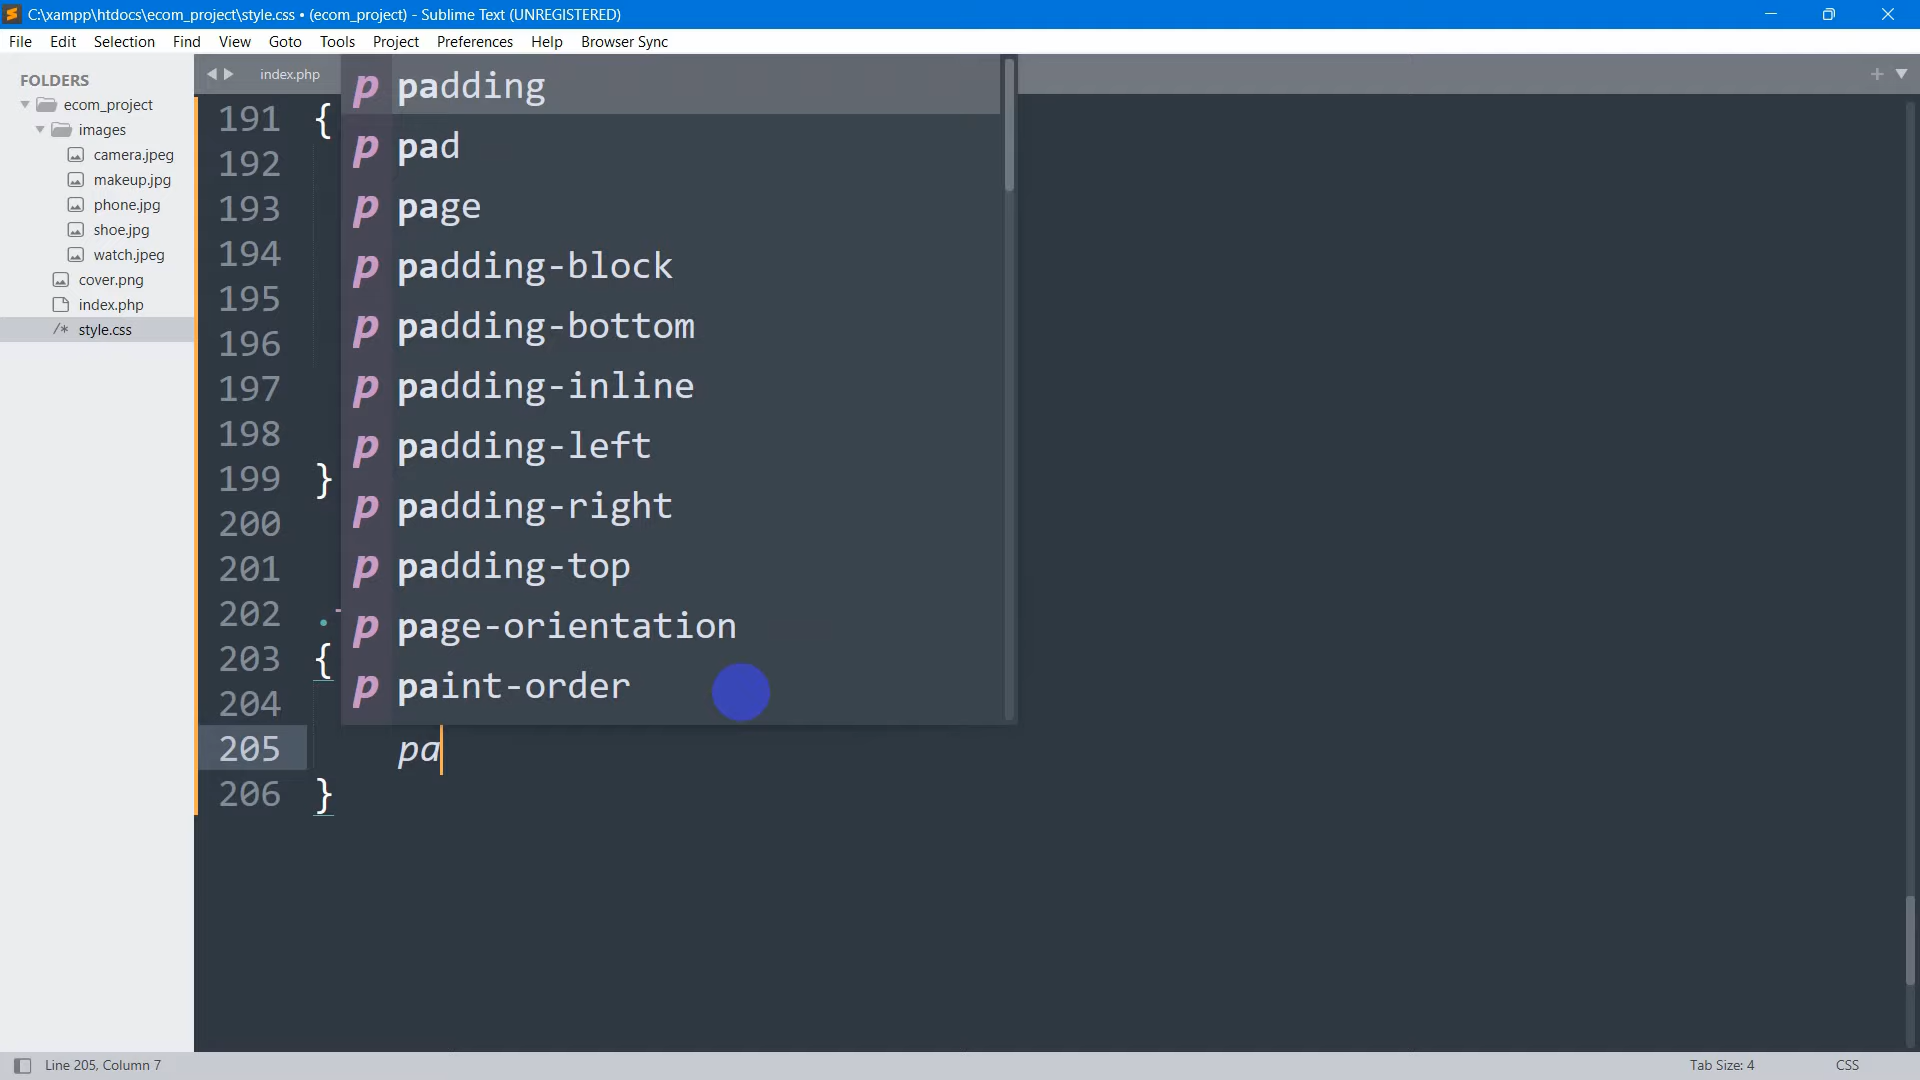 C:\xampp\htdocs\ecom_project\style.css • (ecom_project) - Sublime Text (UNREGISTERED)
File Edit Selection Find View Goto Tools Project Preferences Help Browser Sync
FOLDERS
ecom_project
images
camera.jpeg
makeup.jpg
phone.jpg
shoe.jpg
watch.jpeg
cover.png
index.php
/* style.css
index.php
p padding
p pad
p page
p padding-block
p padding-bottom
p padding-inline
p padding-left
p padding-right
p padding-top
p page-orientation
p paint-order
191 {
192
193
194
195
196
197
198
199 }
200
201
202 .
203 {
204
205 pa
206 }
Line 205, Column 7
Tab Size: 4
CSS